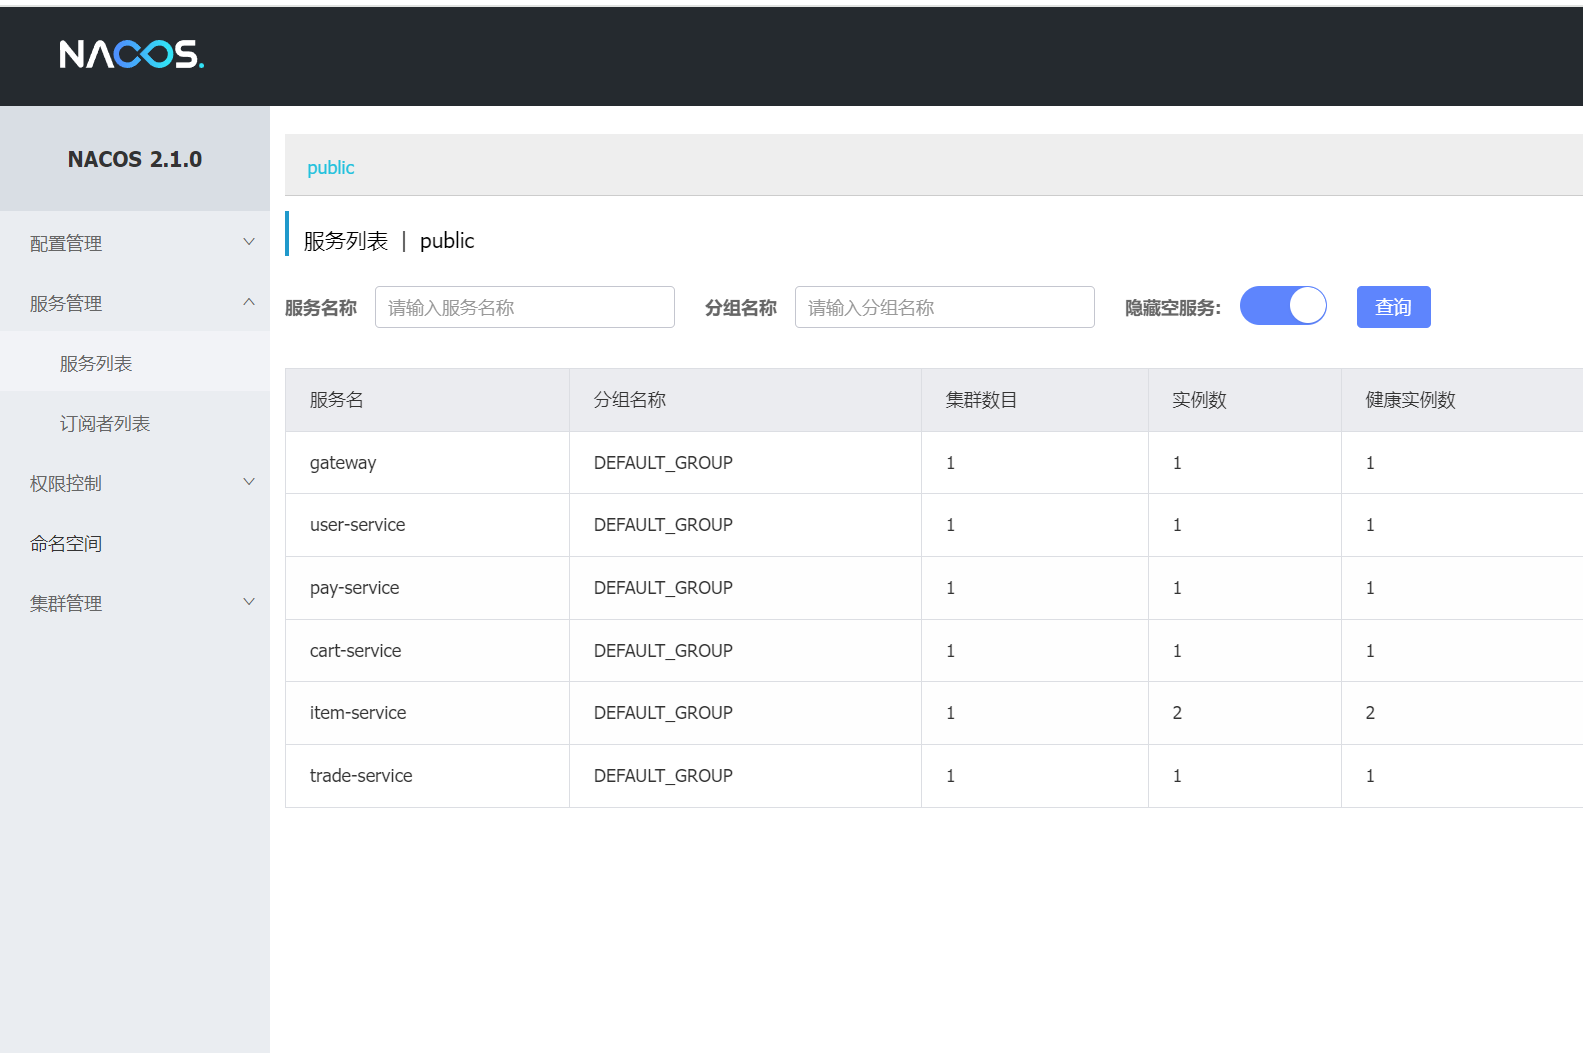 NACOS.
NACOS 2.1.0
配置管理
服务管理
服务列表
订阅者列表
权限控制
命名空间
集群管理
public
服务列表 | public
服务名称 请输入服务名称 分组名称 请输入分组名称 隐藏空服务: 查询
服务名 分组名称 集群数目 实例数 健康实例数
gateway DEFAULT_GROUP 1 1 1
user-service DEFAULT_GROUP 1 1 1
pay-service DEFAULT_GROUP 1 1 1
cart-service DEFAULT_GROUP 1 1 1
item-service DEFAULT_GROUP 1 2 2
trade-service DEFAULT_GROUP 1 1 1